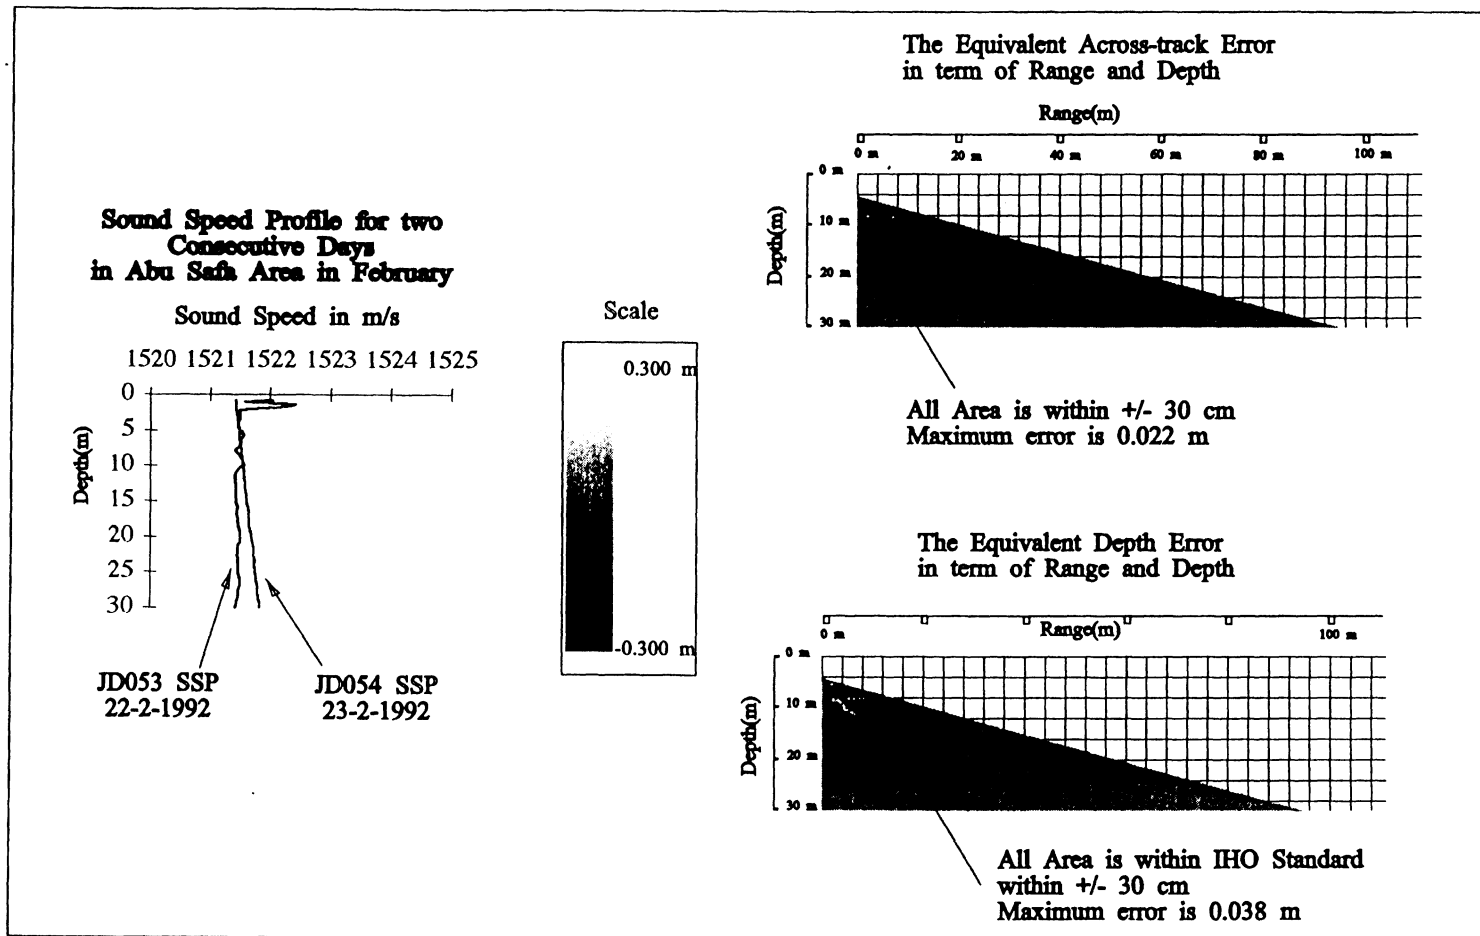 The Equivalent Across-track Error
in term of Range and Depth
Range(m)
0 m 20 m 40 m 60 m 80 m 100 m
Depth(m)
0 m
10 m
20 m
30 m
All Area is within +/- 30 cm
Maximum error is 0.022 m
Sound Speed Profile for two
Consecutive Days
in Abu Safa Area in February
Sound Speed in m/s
1520 1521 1522 1523 1524 1525
Depth(m)
0
5
10
15
20
25
30
JD053 SSP
22-2-1992
JD054 SSP
23-2-1992
Scale
0.300 m
-0.300 m
The Equivalent Depth Error
in term of Range and Depth
0 m Range(m) 100 m
Depth(m)
0 m
10 m
20 m
30 m
All Area is within IHO Standard
within +/- 30 cm
Maximum error is 0.038 m